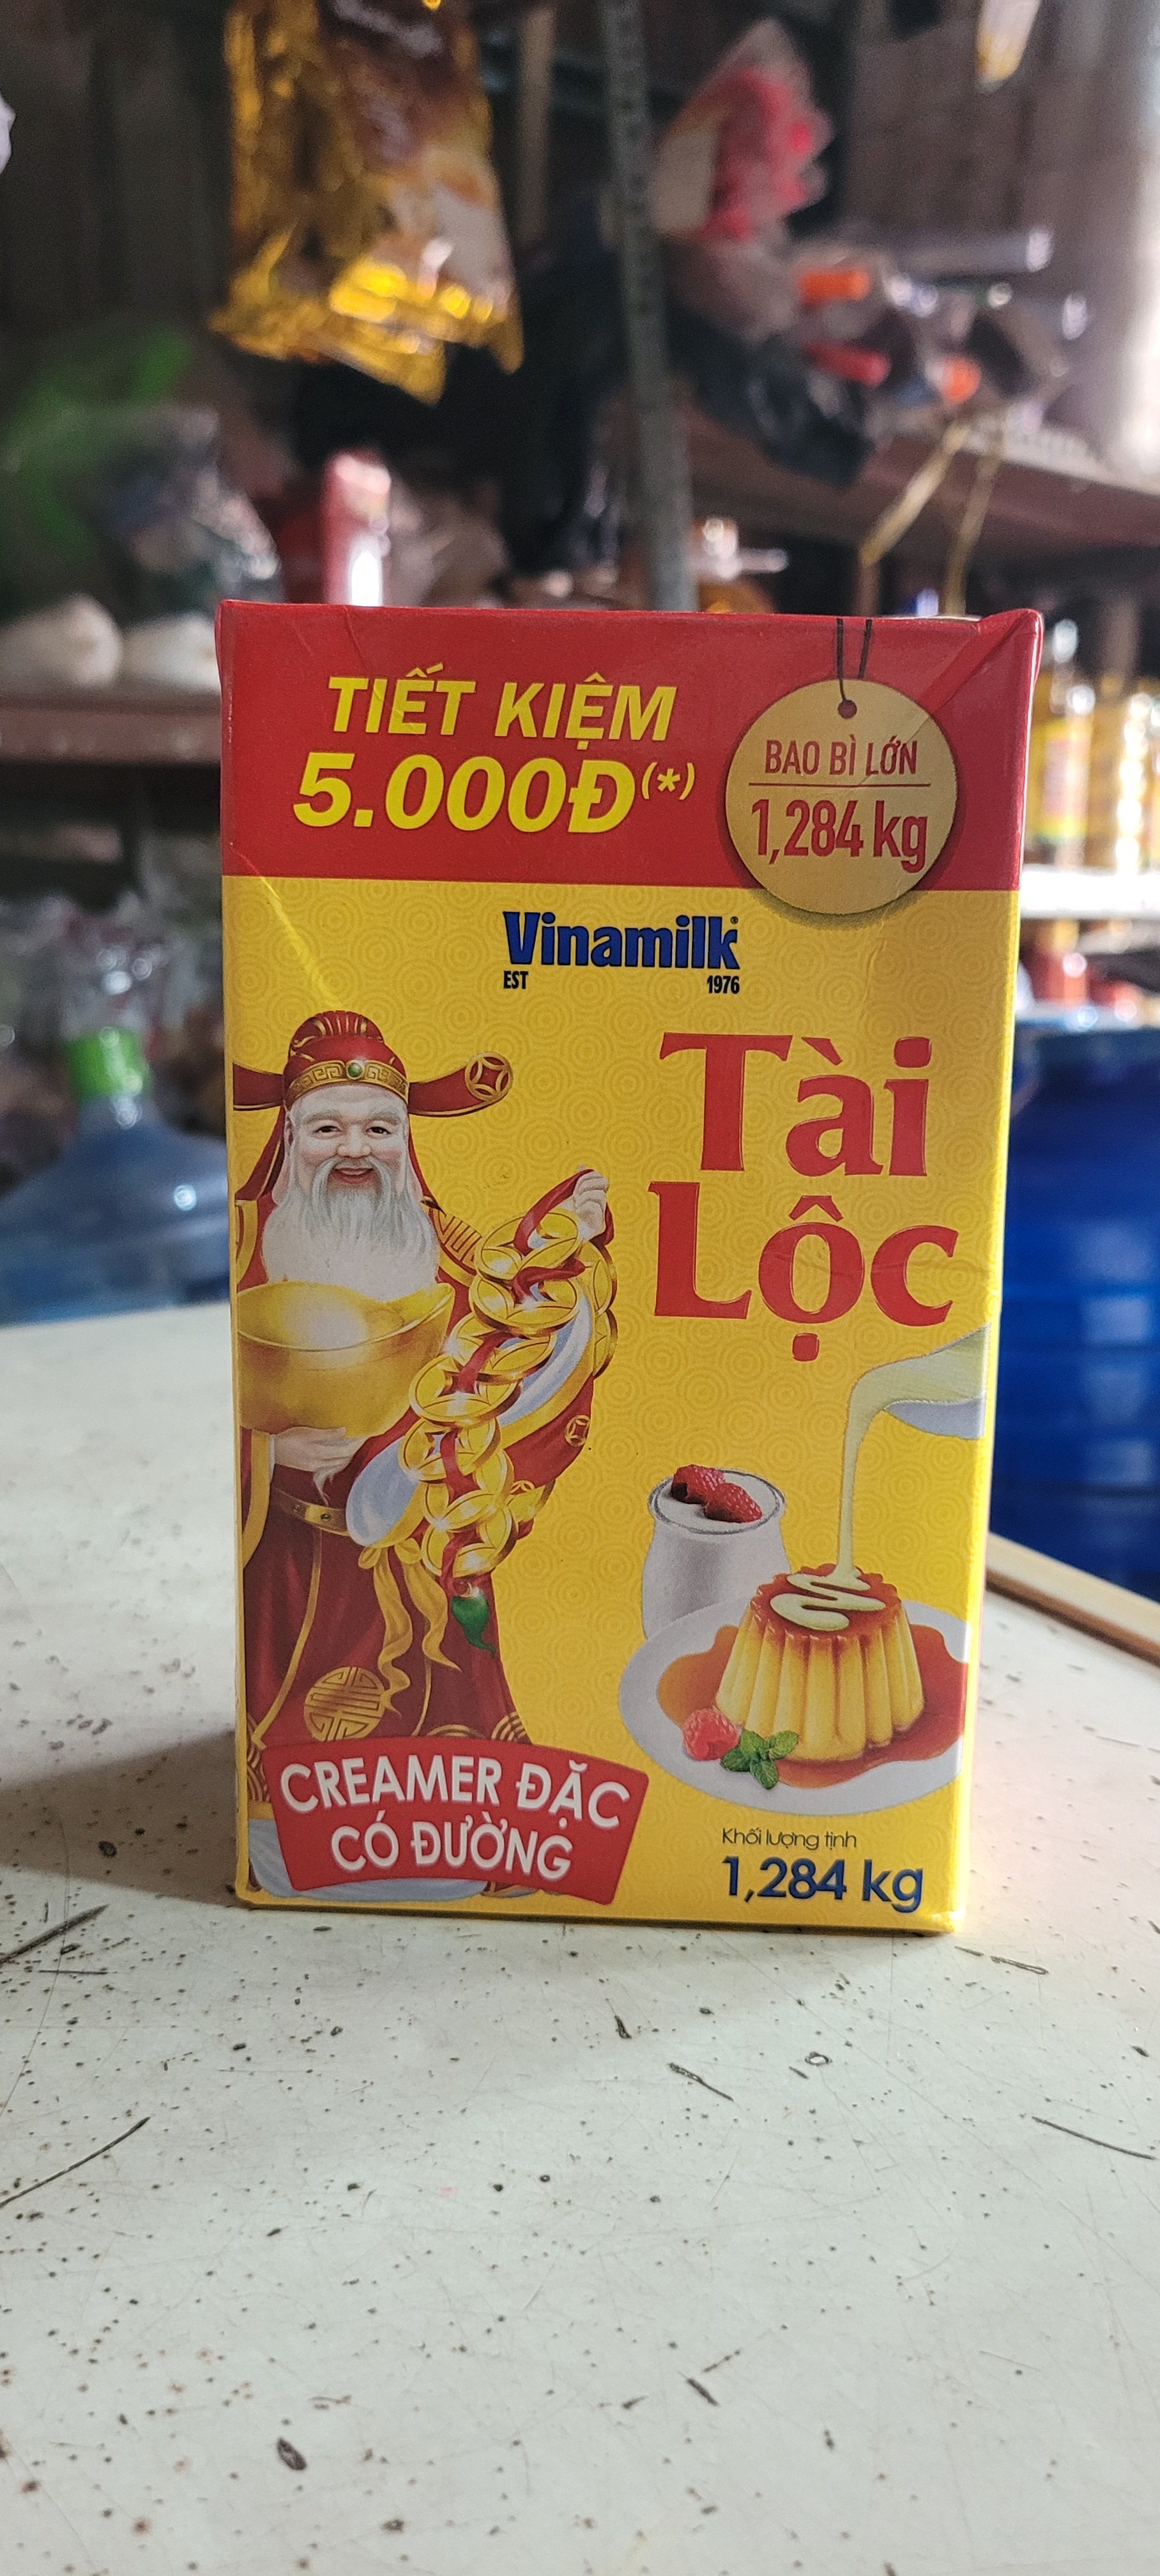 TIẾT KIỆM
5.000Đ(*)
BAO BÌ LỚN
1,284 kg
Vinamilk®
EST 1976
Tài
Lộc
CREAMER ĐẶC
CÓ ĐƯỜNG
Khối lượng tịnh
1,284 kg